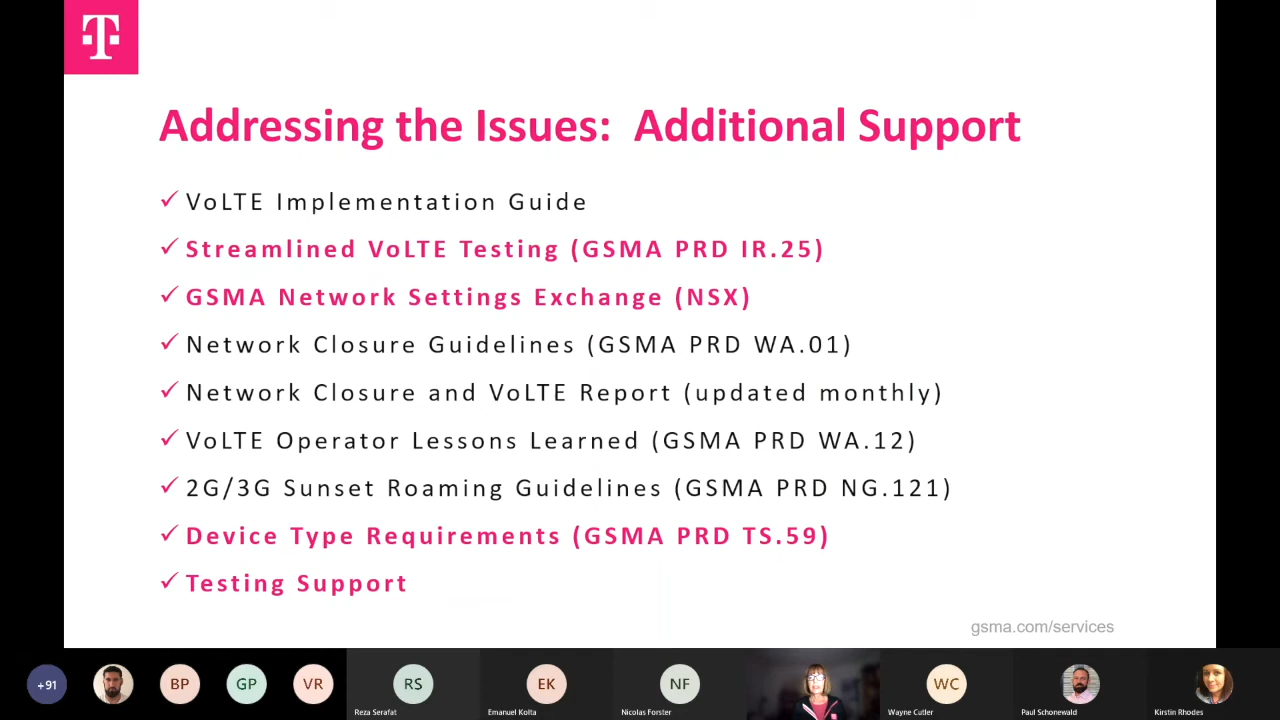 T
Addressing the Issues: Additional Support
✓ VoLTE Implementation Guide
✓ Streamlined VoLTE Testing (GSMA PRD IR.25)
✓ GSMA Network Settings Exchange (NSX)
✓ Network Closure Guidelines (GSMA PRD WA.01)
✓ Network Closure and VoLTE Report (updated monthly)
✓ VoLTE Operator Lessons Learned (GSMA PRD WA.12)
✓ 2G/3G Sunset Roaming Guidelines (GSMA PRD NG.121)
✓ Device Type Requirements (GSMA PRD TS.59)
✓ Testing Support
gsma.com/services
+91 BP GP VR RS EK NF WC
Reza Serafat Emanuel Kolta Nicolas Forster Wayne Cutler Paul Schonewald Kirstin Rhodes